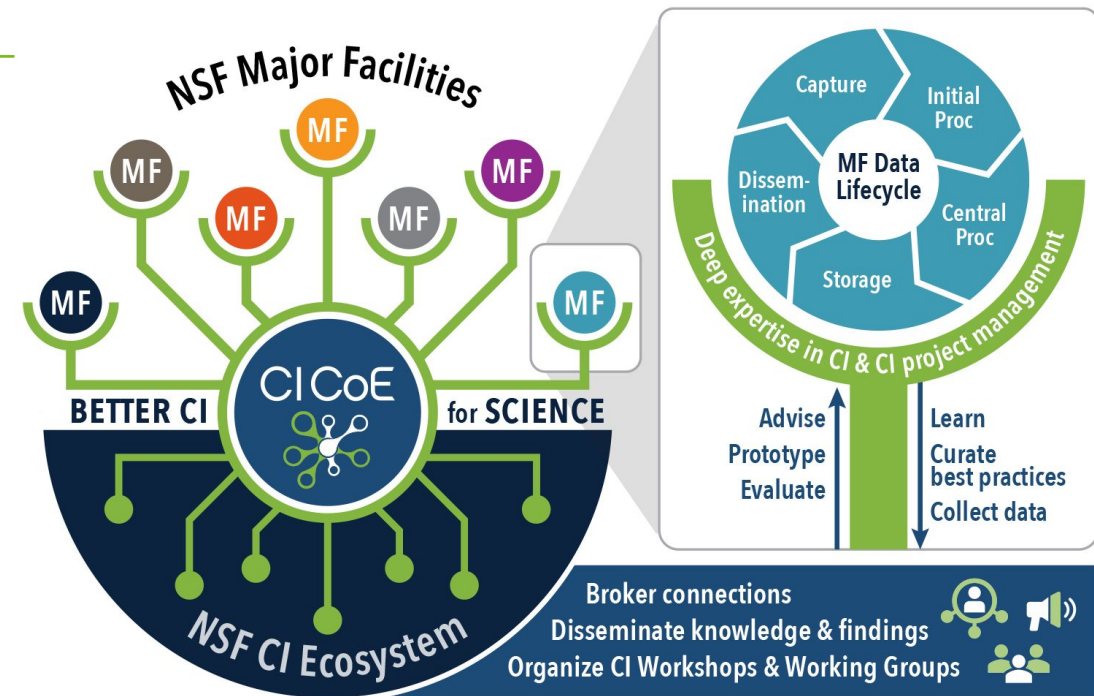 NSF Major Facilities
MF
MF
MF
MF
MF
MF
MF
CI CoE
BETTER CI
for SCIENCE
NSF CI Ecosystem
Capture
Initial
Proc
Central
Proc
Storage
Dissem-
ination
MF Data
Lifecycle
Deep expertise in CI & CI project management
Advise
Prototype
Evaluate
Learn
Curate
best practices
Collect data
Broker connections
Disseminate knowledge & findings
Organize CI Workshops & Working Groups